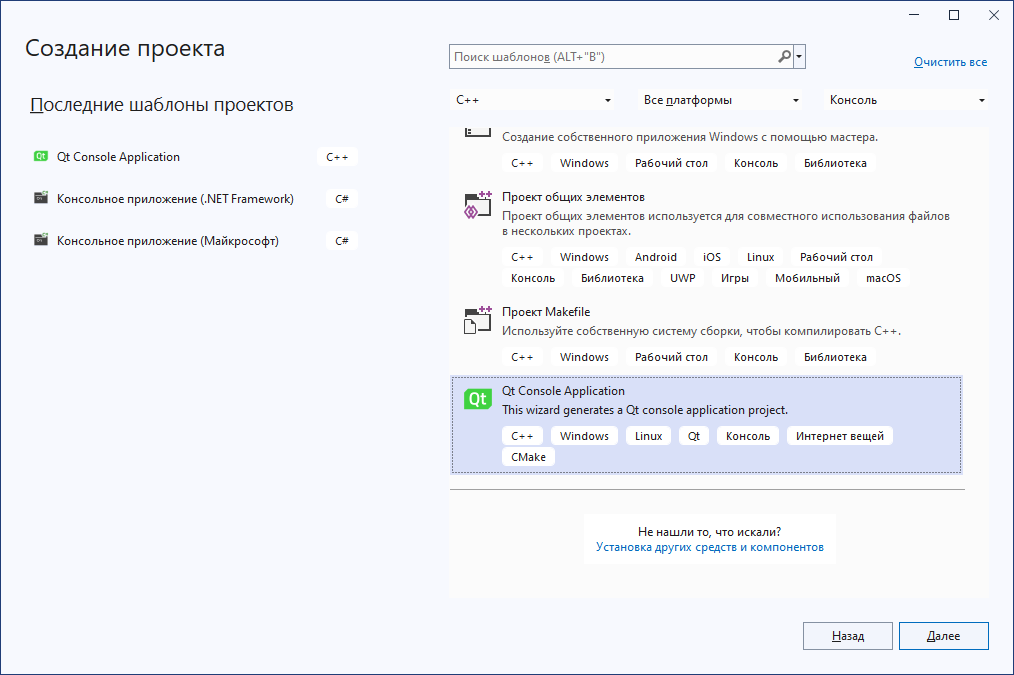 Создание проекта
Поиск шаблонов (ALT+"B")
Очистить все
Последние шаблоны проектов
C++
Все платформы
Консоль
Qt Console Application C++
Консольное приложение (.NET Framework) C#
Консольное приложение (Майкрософт) C#
Создание собственного приложения Windows с помощью мастера.
C++ Windows Рабочий стол Консоль Библиотека
Проект общих элементов
Проект общих элементов используется для совместного использования файлов
в нескольких проектах.
C++ Windows Android iOS Linux Рабочий стол
Консоль Библиотека UWP Игры Мобильный macOS
Проект Makefile
Используйте собственную систему сборки, чтобы компилировать C++.
C++ Windows Рабочий стол Консоль Библиотека
Qt
Qt Console Application
This wizard generates a Qt console application project.
C++ Windows Linux Qt Консоль Интернет вещей
CMake
Не нашли то, что искали?
Установка других средств и компонентов
Назад
Далее